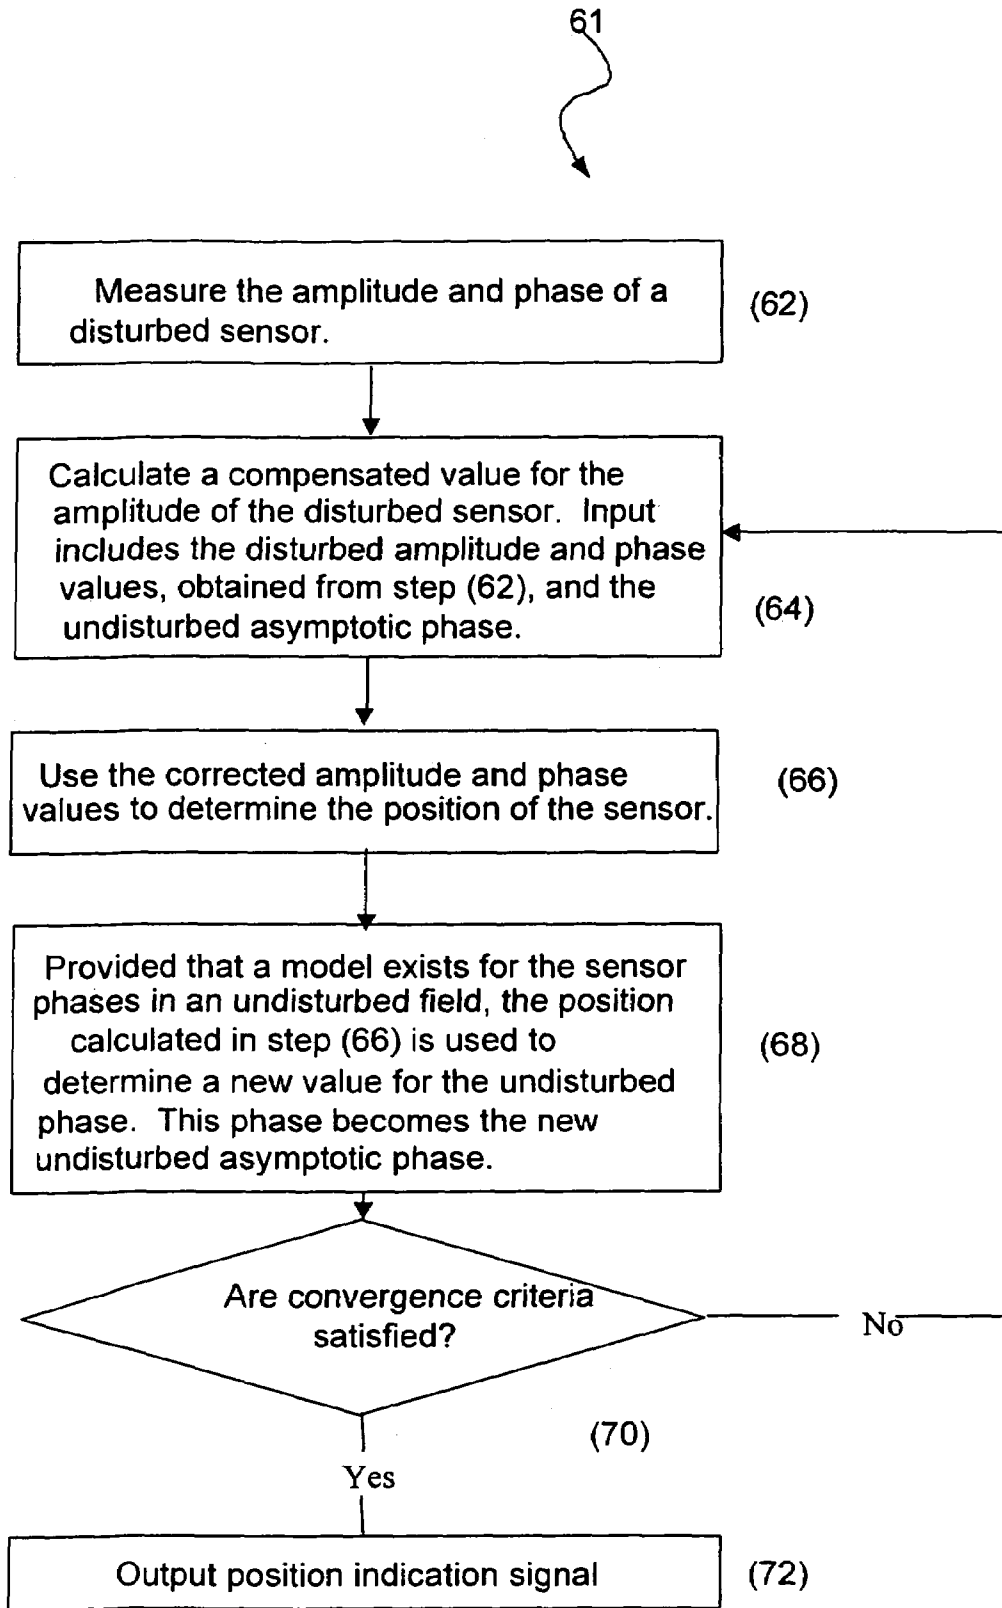 61
Measure the amplitude and phase of a
disturbed sensor.
(62)
Calculate a compensated value for the
amplitude of the disturbed sensor. Input
includes the disturbed amplitude and phase
values, obtained from step (62), and the
undisturbed asymptotic phase.
(64)
Use the corrected amplitude and phase
values to determine the position of the sensor.
(66)
Provided that a model exists for the sensor
phases in an undisturbed field, the position
calculated in step (66) is used to
determine a new value for the undisturbed
phase. This phase becomes the new
undisturbed asymptotic phase.
(68)
Are convergence criteria
satisfied?
No
(70)
Yes
Output position indication signal
(72)